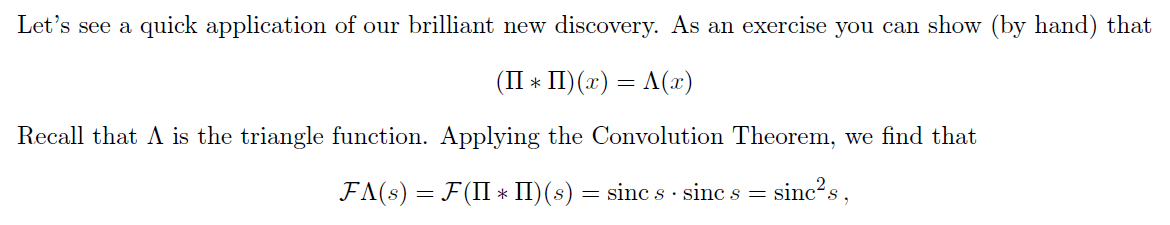 Let's see a quick application of our brilliant new discovery. As an exercise you can show (by hand) that
(Π ∗ Π)(x) = Λ(x)
Recall that Λ is the triangle function. Applying the Convolution Theorem, we find that
ℱΛ(s) = ℱ(Π ∗ Π)(s) = sinc s · sinc s = sinc²s ,